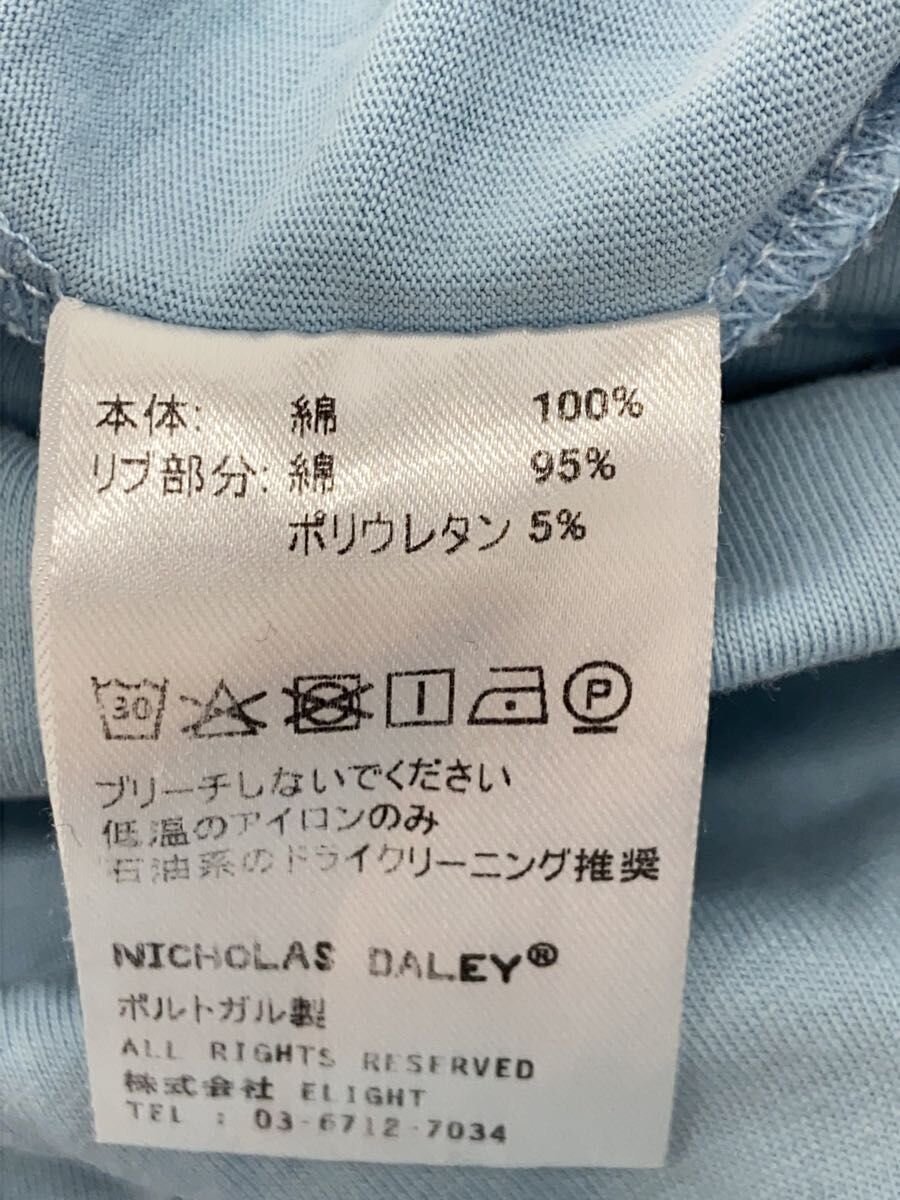 本体: 綿 100%
リブ部分: 綿 95%
ポリウレタン 5%
30 P
ブリーチしないでください
低温のアイロンのみ
石油系のドライクリーニング推奨
NICHOLAS DALEY®
ポルトガル製
ALL RIGHTS RESERVED
株式会社 ELIGHT
TEL : 03-6712-7034